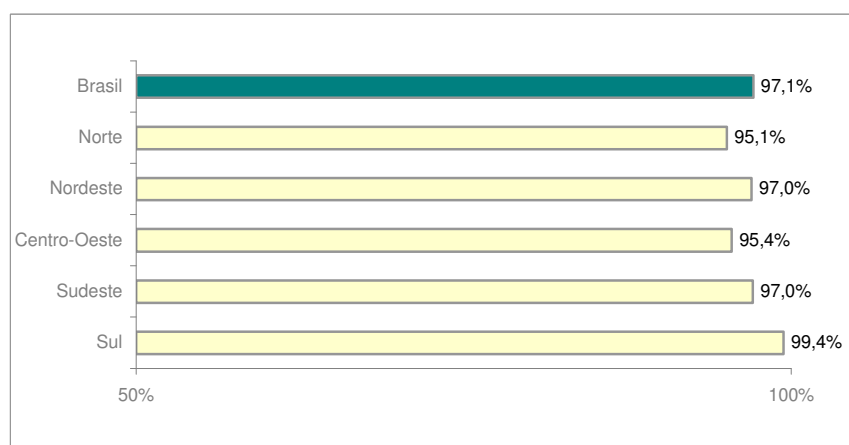 Brasil 97,1%
Norte 95,1%
Nordeste 97,0%
Centro-Oeste 95,4%
Sudeste 97,0%
Sul 99,4%
50% 100%